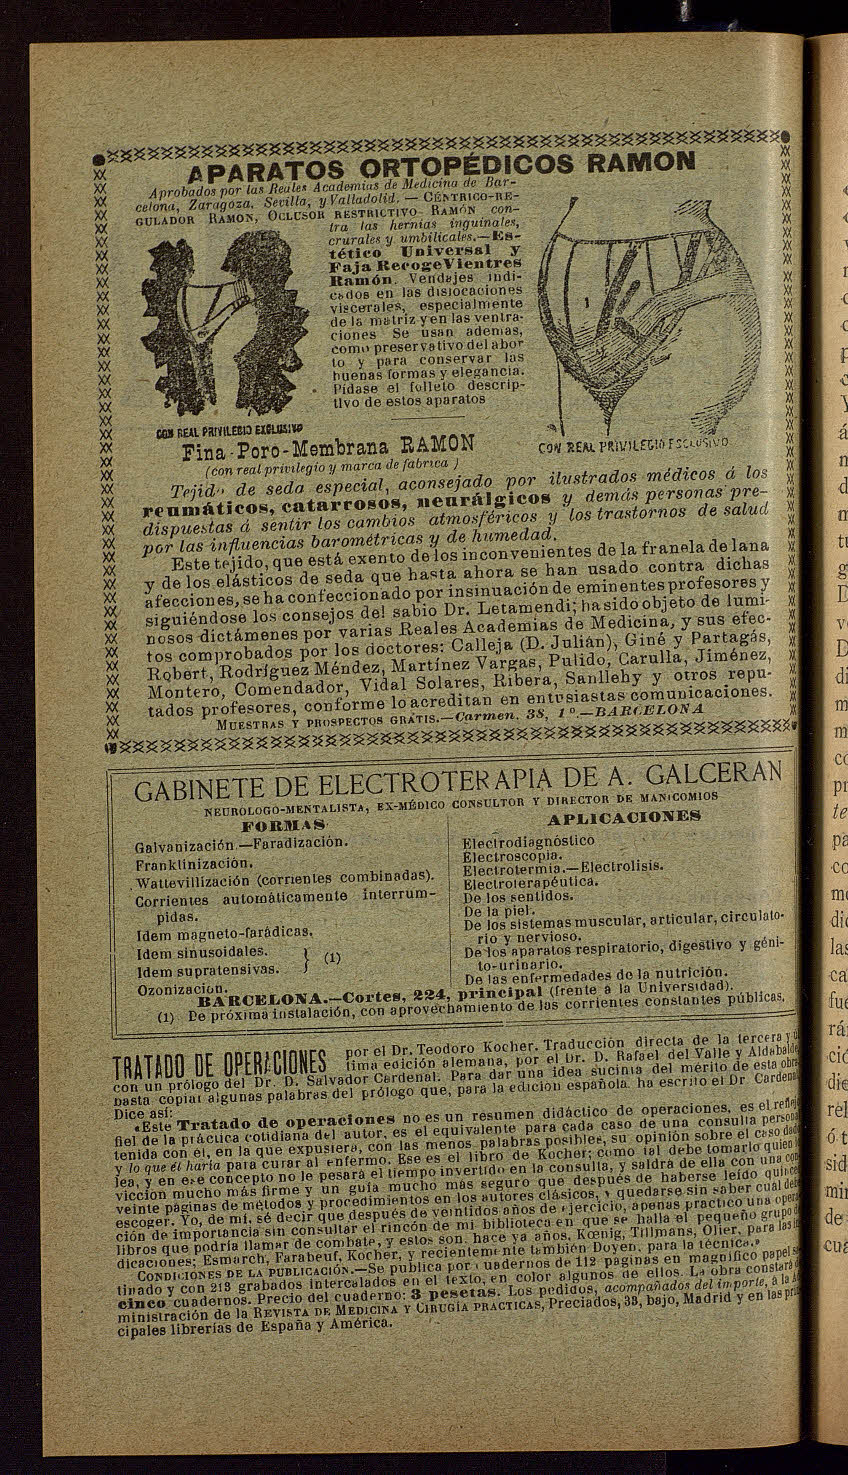 APARATOS ORTOPÉDICOS RAMON
Aprobados por las Reales Academias de Medicina de Bar-
celona, Zaragoza, Sevilla, y Valladolid. — CÉNTRICO-RE-
GULADOR RAMON, OCLUSOR RESTRICTIVO RAMÓN con-
tra las hernias inguinales,
crurales y umbilicales.—Es-
tético Universal y
Faja RecogeVientres
Ramón. Vendajes indi-
cados en las dislocaciones
viscerales, especialmente
de la matriz y en las ventra-
ciones Se usan ademas,
como preservativo del abor
to y para conservar las
buenas formas y elegancia.
Pidase el folleto descrip-
tivo de estos aparatos
1
CON REAL PRIVILEGIO EXCLUSIVO
CON REAL PRIVILEGIO ESCLUSIVO
Fina-Poro-Membrana RAMON
(con real privilegio y marca de fabrica)
Tejido de seda especial, aconsejado por ilustrados médicos á los
reumáticos, catarrosos, neurálgicos y demás personas pre-
dispuestas á sentir los cambios atmosféricos y los trastornos de salud
por las influencias barométricas y de humedad.
Este tejido, que está exento de los inconvenientes de la franela de lana
y de los elásticos de seda que hasta ahora se han usado contra dichas
afecciones, se ha confeccionado por insinuación de eminentes profesores y
siguiéndose los consejos del sabio Dr. Letamendi; ha sido objeto de lumi-
nosos dictámenes por varias Reales Academias de Medicina, y sus efec-
tos comprobados por los doctores: Calleja (D. Julián), Giné y Partagás,
Robert, Rodríguez Méndez, Martínez Vargas, Pulido, Carulla, Jiménez,
Montero, Comendador, Vidal Solares, Ribera, Sanllehy y otros repu-
tados profesores, conforme lo acreditan en entusiastas comunicaciones.
MUESTRAS Y PROSPECTOS GRATIS.—Carmen, 38, 1º.—BARCELONA
GABINETE DE ELECTROTERAPIA DE A. GALCERAN
NEURÓLOGO-MENTALISTA, EX-MÉDICO CONSULTOR Y DIRECTOR DE MANICOMIOS
FORMAS
Galvanización.—Faradización.
Franklinización.
Wattevillización (corrientes combinadas).
Corrientes automáticamente interrum-
pidas.
Idem magneto-farádicas.
Idem sinusoidales.
Idem supratensivas. } (1)
Ozonizacion.
APLICACIONES
Electrodiagnóstico
Electroscopia.
Electrotermia.—Electrolisis.
Electroterapéutica.
De los sentidos.
De la piel.
De los sistemas muscular, articular, circulato-
rio y nervioso.
De los aparatos respiratorio, digestivo y géni-
to-urinario.
De las enfermedades de la nutrición.
BARCELONA.—Cortes, 224, principal (frente á la Universidad).
(1) De próxima instalación, con aprovechamiento de las corrientes constantes públicas.
TRATADO DE OPERACIONES por el Dr. Teodoro Kocher. Traducción directa de la tercera y úl
tima edición alemana, por el Dr. D. Rafael del Valle y Aldabalde
con un prólogo del Dr. D. Salvador Cardenal. Para dar una idea sucinta del mérito de esta obra
basta copiar algunas palabras del prólogo que, para la edición española, ha escrito el Dr Cardenal
Dice así:
«Este Tratado de operaciones no es un resumen didáctico de operaciones, es el reflejo
fiel de la práctica cotidiana del autor, es el equivalente para cada caso de una consulta persona
tenida con él, en la que expusiera, con las menos palabras posibles, su opinión sobre el caso dado
y lo que él haría para curar al enfermo. Ese es el libro de Kocher; como tal debe tomarlo quien lo
lea, y en ese concepto no le pesará el tiempo invertido en la consulta, y saldrá de ella con una con
vicción mucho más firme y un guía mucho más seguro que después de haberse leído quince
veinte páginas de métodos y procedimientos en los autores clásicos, y quedarse sin saber cuál debe
escoger. Yo, de mí, sé decir que después de veintidos años de ejercicio, apenas practico una opera
ción de importancia sin consultar el rincón de mi biblioteca en que se halla el pequeño grupo de
libros que podría llamar de combate, y estos son, hace ya años, Kœnig, Tillmans, Olier, para las in
dicaciones; Esmarch, Farabeuf, Kocher, y recientemente también Doyen, para la técnica.»
CONDICIONES DE LA PUBLICACIÓN.—Se publica por cuadernos de 112 páginas en magnífico papel sa
tinado y con 213 grabados intercalados en el texto, en color algunos de ellos. La obra constará de
cinco cuadernos. Precio del cuaderno: 3 pesetas. Los pedidos, acompañados del importe, á la Ad
ministración de la REVISTA DE MEDICINA Y CIRUGÍA PRACTICAS, Preciados, 33, bajo, Madrid y en las prin
cipales librerías de España y América.